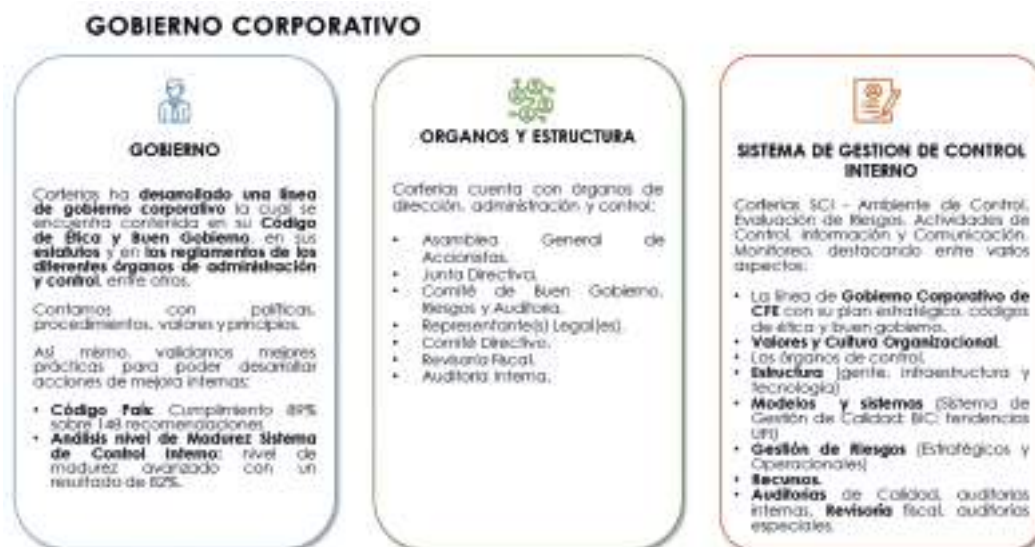 GOBIERNO CORPORATIVO
GOBIERNO
Corferias ha desarrollado una línea
de gobierno corporativo la cual se
encuentra contenida en su Código
de Ética y Buen Gobierno, en sus
estatutos y en los reglamentos de los
diferentes órganos de administración
y control, entre otros.
Contamos con políticas,
procedimientos, valores y principios.
Así mismo, validamos mejores
prácticas para poder desarrollar
acciones de mejora internas:
• Código País: Cumplimiento 89%
sobre 148 recomendaciones
• Análisis nivel de Madurez Sistema
de Control Interno: nivel de
madurez avanzado con un
resultado de 82%.
ORGANOS Y ESTRUCTURA
Corferias cuenta con órganos de
dirección, administración y control:
• Asamblea General de
Accionistas.
• Junta Directiva.
• Comité de Buen Gobierno,
Riesgos y Auditoría.
• Representante(s) Legal(es).
• Comité Directivo.
• Revisoría Fiscal.
• Auditoría Interna.
SISTEMA DE GESTION DE CONTROL
INTERNO
Corferias SCI – Ambiente de Control,
Evaluación de Riesgos, Actividades de
Control, Información y Comunicación,
Monitoreo, destacando entre varios
aspectos:
• La línea de Gobierno Corporativo de
CFE con su plan estratégico, códigos
de ética y buen gobierno.
• Valores y Cultura Organizacional.
• Los órganos de control.
• Estructura (gente, infraestructura y
tecnología)
• Modelos y sistemas (Sistema de
Gestión de Calidad; BIC; tendencias
UFI)
• Gestión de Riesgos (Estratégicos y
Operacionales)
• Recursos.
• Auditorías de Calidad, auditorías
internas, Revisoría fiscal, auditorías
especiales.